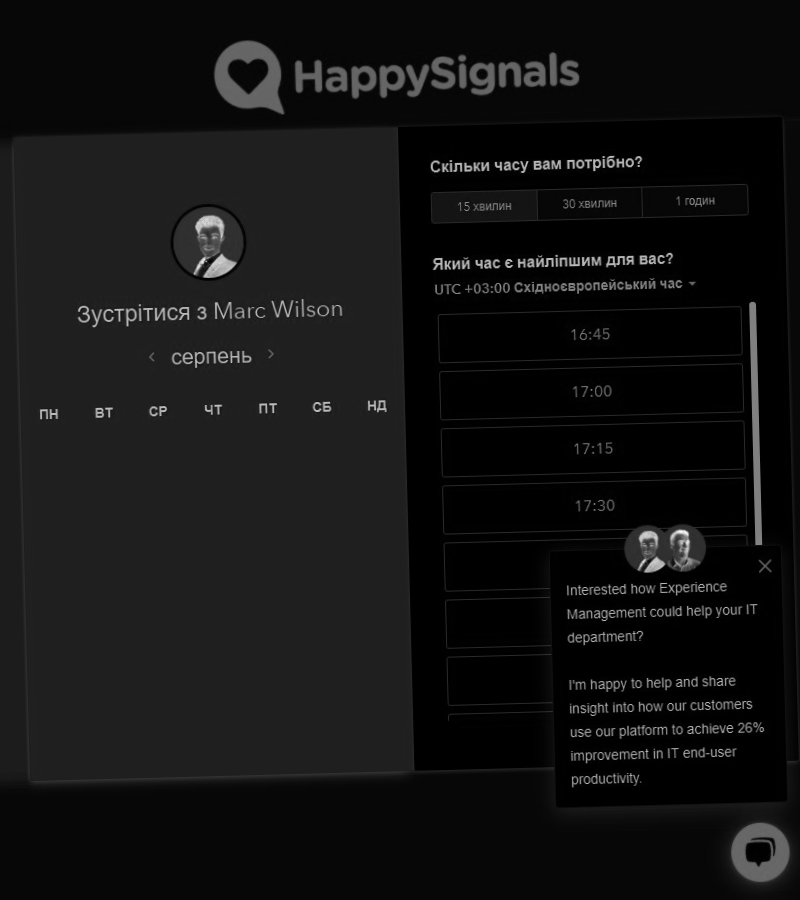 HappySignals
Зустрітися з Marc Wilson
серпень
ПН ВТ СР ЧТ ПТ СБ НД
Скільки часу вам потрібно?
15 хвилин 30 хвилин 1 годин
Який час є найліпшим для вас?
UTC +03:00 Східноєвропейський час
16:45
17:00
17:15
17:30
Interested how Experience
Management could help your IT
department?
I'm happy to help and share
insight into how our customers
use our platform to achieve 26%
improvement in IT end-user
productivity.